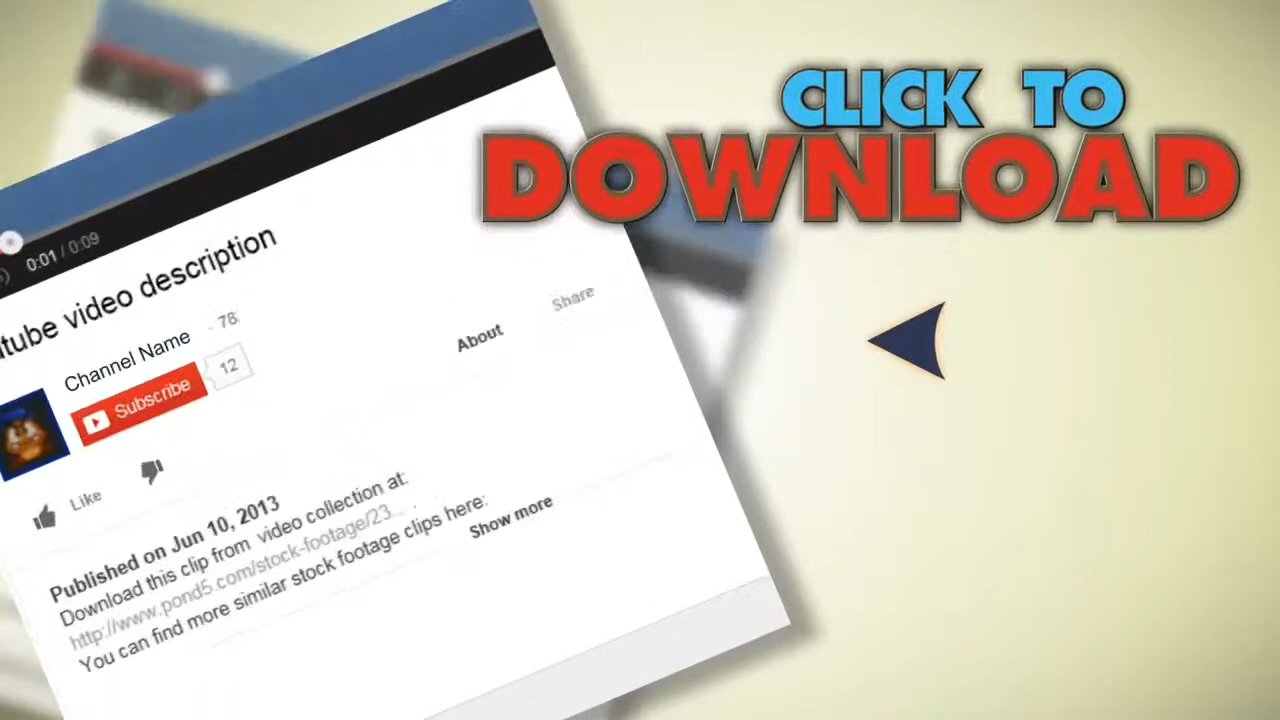 CLICK TO
DOWNLOAD
0:01 / 0:09
tube video description
Channel Name
78
Subscribe
12
About
Share
Like
Published on Jun 10, 2013
Download this clip from video collection at:
http://www.pond5.com/stock-footage/23...
You can find more similar stock footage clips here:
Show more